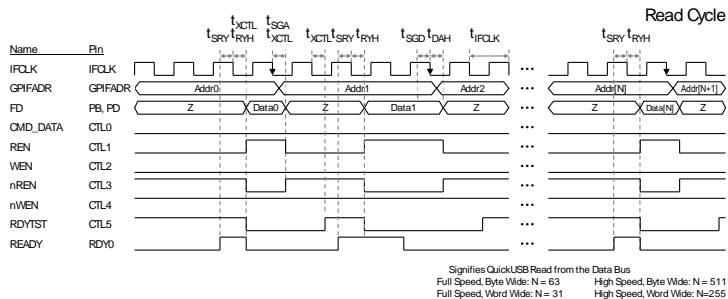 Read Cycle
tXCTL tSGA
tSRY tRYH tXCTL tXCTL tSRY tRYH tSGD tDAH tIFCLK tSRY tRYH
Name Pin
IFCLK IFCLK ...
GPIFADR GPIFADR Addr0 Addr1 Addr2 ... Addr[N] Addr[N+1]
FD PB, PD Z Data0 Z Data1 Z ... Z Data[N] Z
CMD_DATA CTL0 ...
REN CTL1 ...
WEN CTL2 ...
nREN CTL3 ...
nWEN CTL4 ...
RDYTST CTL5 ...
READY RDY0 ...
Signifies QuickUSB Read from the Data Bus
Full Speed, Byte Wide: N = 63 High Speed, Byte Wide: N = 511
Full Speed, Word Wide: N = 31 High Speed, Word Wide: N=255